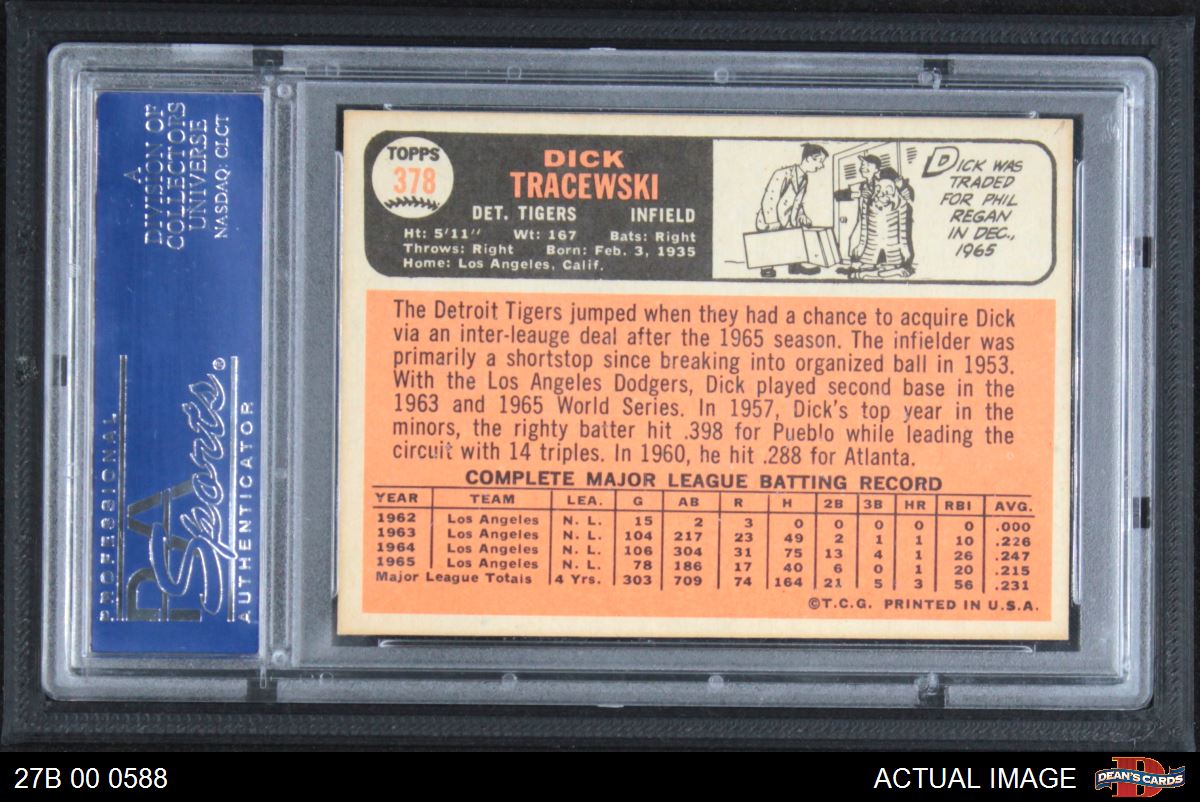 A
DIVISION OF
COLLECTORS
UNIVERSE
NASDAQ: CLCT
PROFESSIONAL
PSA
Sports®
AUTHENTICATOR
TOPPS
378
DICK
TRACEWSKI
DET. TIGERS INFIELD
Ht: 5'11" Wt: 167 Bats: Right
Throws: Right Born: Feb. 3, 1935
Home: Los Angeles, Calif.
DICK WAS
TRADED
FOR PHIL
REGAN
IN DEC.,
1965
The Detroit Tigers jumped when they had a chance to acquire Dick
via an inter-leauge deal after the 1965 season. The infielder was
primarily a shortstop since breaking into organized ball in 1953.
With the Los Angeles Dodgers, Dick played second base in the
1963 and 1965 World Series. In 1957, Dick's top year in the
minors, the righty batter hit .398 for Pueblo while leading the
circuit with 14 triples. In 1960, he hit .288 for Atlanta.
COMPLETE MAJOR LEAGUE BATTING RECORD
YEAR TEAM LEA. G AB R H 2B 3B HR RBI AVG.
1962 Los Angeles N. L. 15 2 3 0 0 0 0 0 .000
1963 Los Angeles N. L. 104 217 23 49 2 1 1 10 .226
1964 Los Angeles N. L. 106 304 31 75 13 4 1 26 .247
1965 Los Angeles N. L. 78 186 17 40 6 0 1 20 .215
Major League Totals 4 Yrs. 303 709 74 164 21 5 3 56 .231
©T.C.G. PRINTED IN U.S.A.
27B 00 0588
ACTUAL IMAGE
DEAN'S CARDS